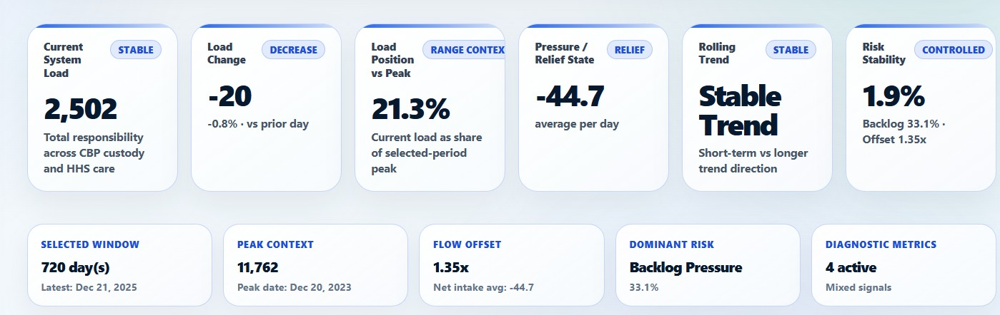 Current
System
Load
STABLE
2,502
Total responsibility
across CBP custody
and HHS care
Load
Change
DECREASE
-20
-0.8% · vs prior day
Load
Position
vs Peak
RANGE CONTEX
21.3%
Current load as share
of selected-period
peak
Pressure /
Relief State
RELIEF
-44.7
average per day
Rolling
Trend
STABLE
Stable
Trend
Short-term vs longer
trend direction
Risk
Stability
CONTROLLED
1.9%
Backlog 33.1% ·
Offset 1.35x
SELECTED WINDOW
720 day(s)
Latest: Dec 21, 2025
PEAK CONTEXT
11,762
Peak date: Dec 20, 2023
FLOW OFFSET
1.35x
Net intake avg: -44.7
DOMINANT RISK
Backlog Pressure
33.1%
DIAGNOSTIC METRICS
4 active
Mixed signals